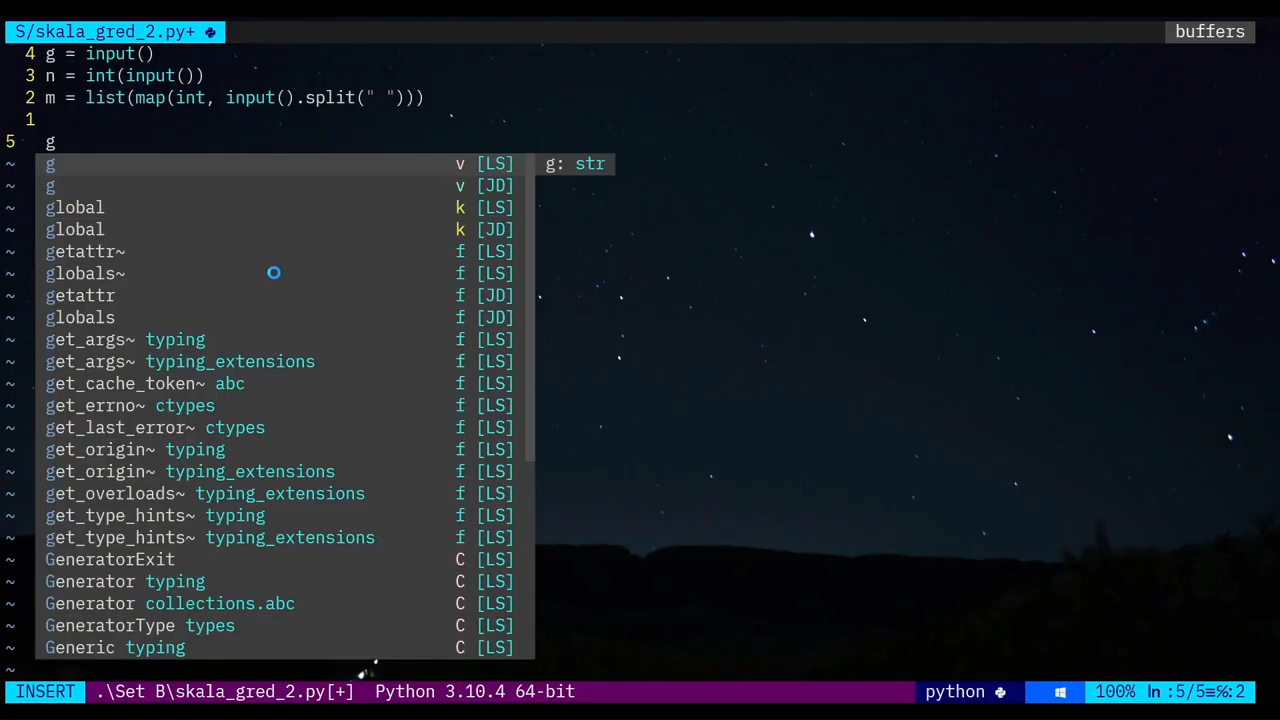 S/skala_gred_2.py+ buffers
4 g = input()
3 n = int(input())
2 m = list(map(int, input().split(" ")))
1
5 g
~ g v [LS] g: str
~ g v [JD]
~ global k [LS]
~ global k [JD]
~ getattr~ f [LS]
~ globals~ f [LS]
~ getattr f [JD]
~ globals f [JD]
~ get_args~ typing f [LS]
~ get_args~ typing_extensions f [LS]
~ get_cache_token~ abc f [LS]
~ get_errno~ ctypes f [LS]
~ get_last_error~ ctypes f [LS]
~ get_origin~ typing f [LS]
~ get_origin~ typing_extensions f [LS]
~ get_overloads~ typing_extensions f [LS]
~ get_type_hints~ typing f [LS]
~ get_type_hints~ typing_extensions f [LS]
~ GeneratorExit C [LS]
~ Generator typing C [LS]
~ Generator collections.abc C [LS]
~ GeneratorType types C [LS]
~ Generic typing C [LS]
~
INSERT .\Set B\skala_gred_2.py[+] Python 3.10.4 64-bit python 100% ln :5/5≡%:2